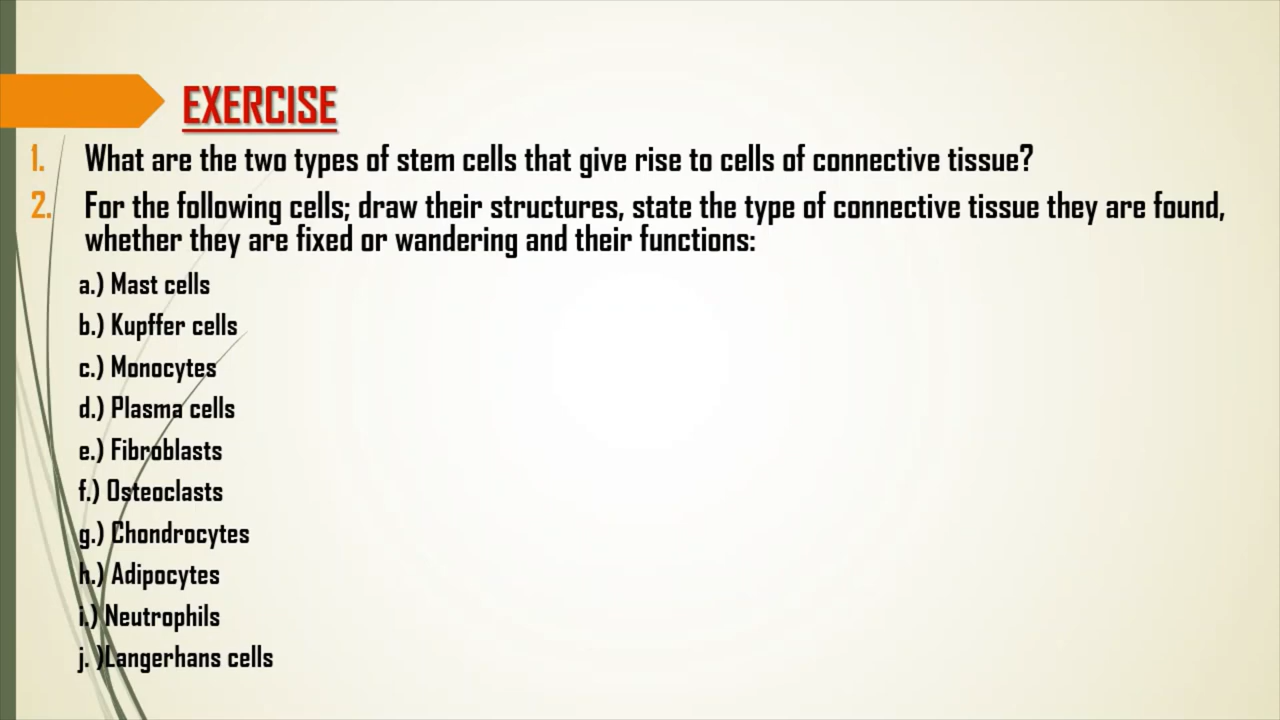 EXERCISE
1. What are the two types of stem cells that give rise to cells of connective tissue?
2. For the following cells; draw their structures, state the type of connective tissue they are found,
whether they are fixed or wandering and their functions:
a.) Mast cells
b.) Kupffer cells
c.) Monocytes
d.) Plasma cells
e.) Fibroblasts
f.) Osteoclasts
g.) Chondrocytes
h.) Adipocytes
i.) Neutrophils
j. )Langerhans cells